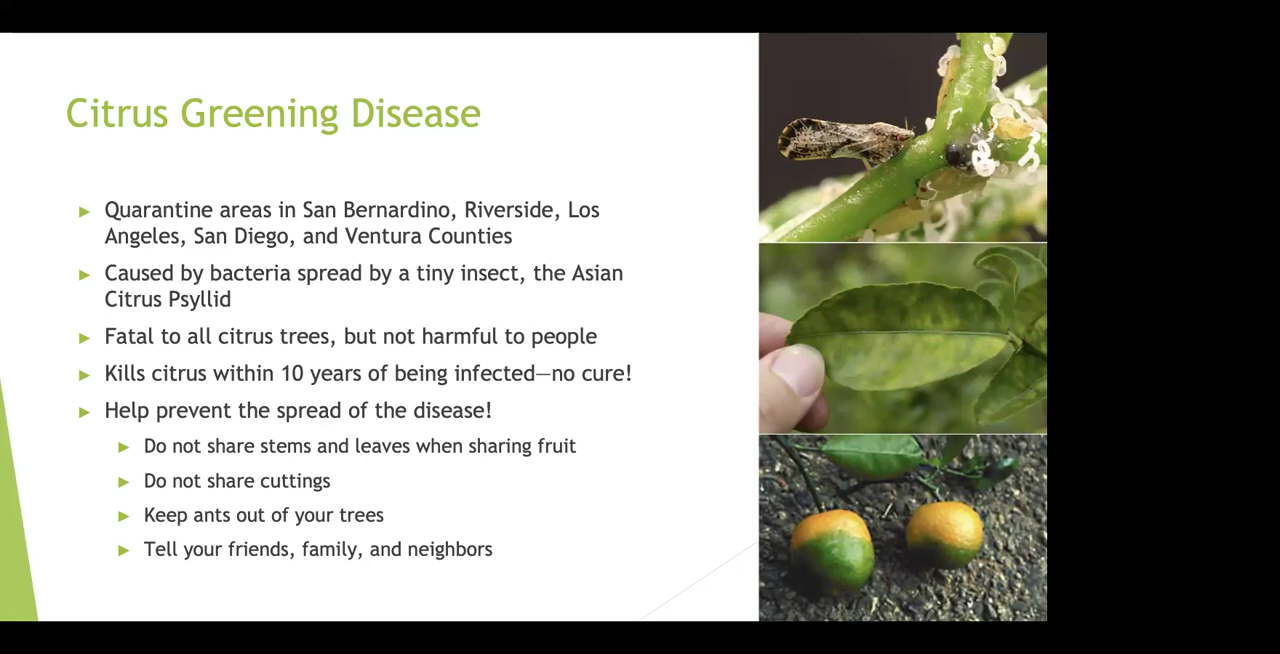 Citrus Greening Disease
Quarantine areas in San Bernardino, Riverside, Los
Angeles, San Diego, and Ventura Counties
Caused by bacteria spread by a tiny insect, the Asian
Citrus Psyllid
Fatal to all citrus trees, but not harmful to people
Kills citrus within 10 years of being infected—no cure!
Help prevent the spread of the disease!
Do not share stems and leaves when sharing fruit
Do not share cuttings
Keep ants out of your trees
Tell your friends, family, and neighbors